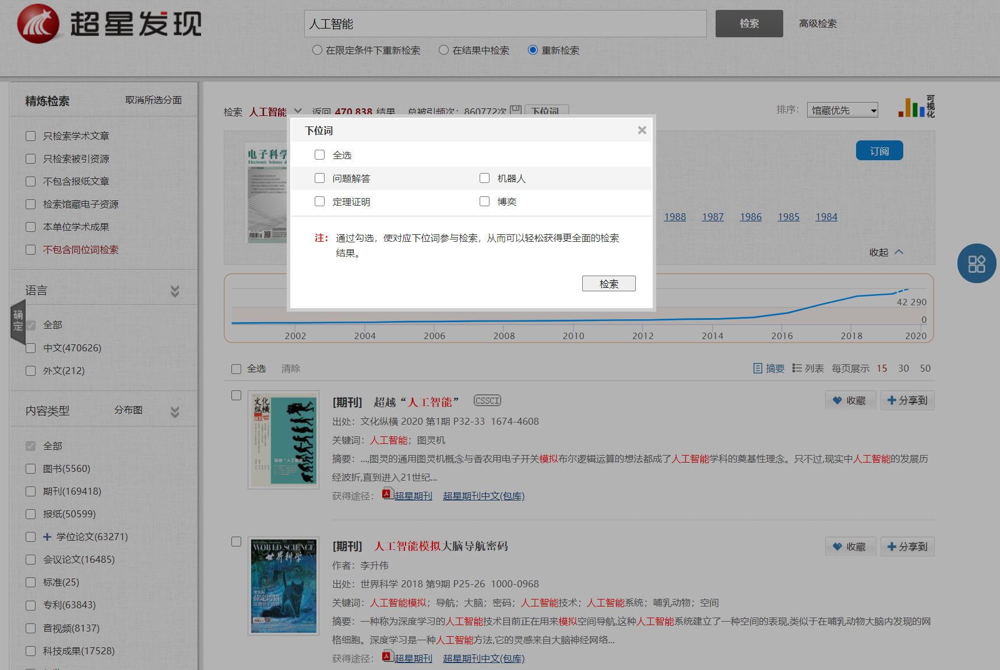 超星发现
人工智能
检索
高级检索
在限定条件下重新检索 在结果中检索 重新检索
精炼检索 取消所选分面
只检索学术文章
只检索被引资源
不包含报纸文章
检索馆藏电子资源
本单位学术成果
不包含同位词检索
语言
确定
全部
中文(470626)
外文(212)
内容类型 分布图
全部
图书(5560)
期刊(169418)
报纸(50599)
学位论文(63271)
会议论文(16485)
标准(25)
专利(63843)
音视频(8137)
科技成果(17528)
检索 人工智能 返回 470 838 结果 总被引频次：860772次 下位词
排序： 馆藏优先 可视化
电子科学
Electronic Science &
订阅
1988 1987 1986 1985 1984
收起
下位词
全选
问题解答 机器人
定理证明 博奕
注： 通过勾选，使对应下位词参与检索，从而可以轻松获得更全面的检索
结果。
检索
42 290
0
2002 2004 2006 2008 2010 2012 2014 2016 2018 2020
全选 清除 摘要 列表 每页展示 15 30 50
文化纵横
超越“人工智能”
[期刊] 超越“人工智能” CSSCI 收藏 分享到
出处：文化纵横 2020 第1期 P32-33 1674-4608
关键词：人工智能；图灵机
摘要：...,图灵的通用图灵机概念与香农用电子开关模拟布尔逻辑运算的想法都成了人工智能学科的奠基性理念。只不过,现实中人工智能的发展历
经波折,直到进入21世纪...
获得途径： 超星期刊 超星期刊中文(包库)
WORLD SCIENCE
世界科学
薛定谔猫
[期刊] 人工智能模拟大脑导航密码 收藏 分享到
作者：李升伟
出处：世界科学 2018 第9期 P25-26 1000-0968
关键词：人工智能模拟；导航；大脑；密码；人工智能技术；人工智能系统；哺乳动物；空间
摘要：一种称为深度学习的人工智能技术目前正在用来模拟空间导航,这种人工智能系统建立了一种空间的表现,类似于在哺乳动物大脑内发现的网
格细胞。深度学习是一种人工智能方法,它的灵感来自大脑神经网络...
获得途径： 超星期刊 超星期刊中文(包库)